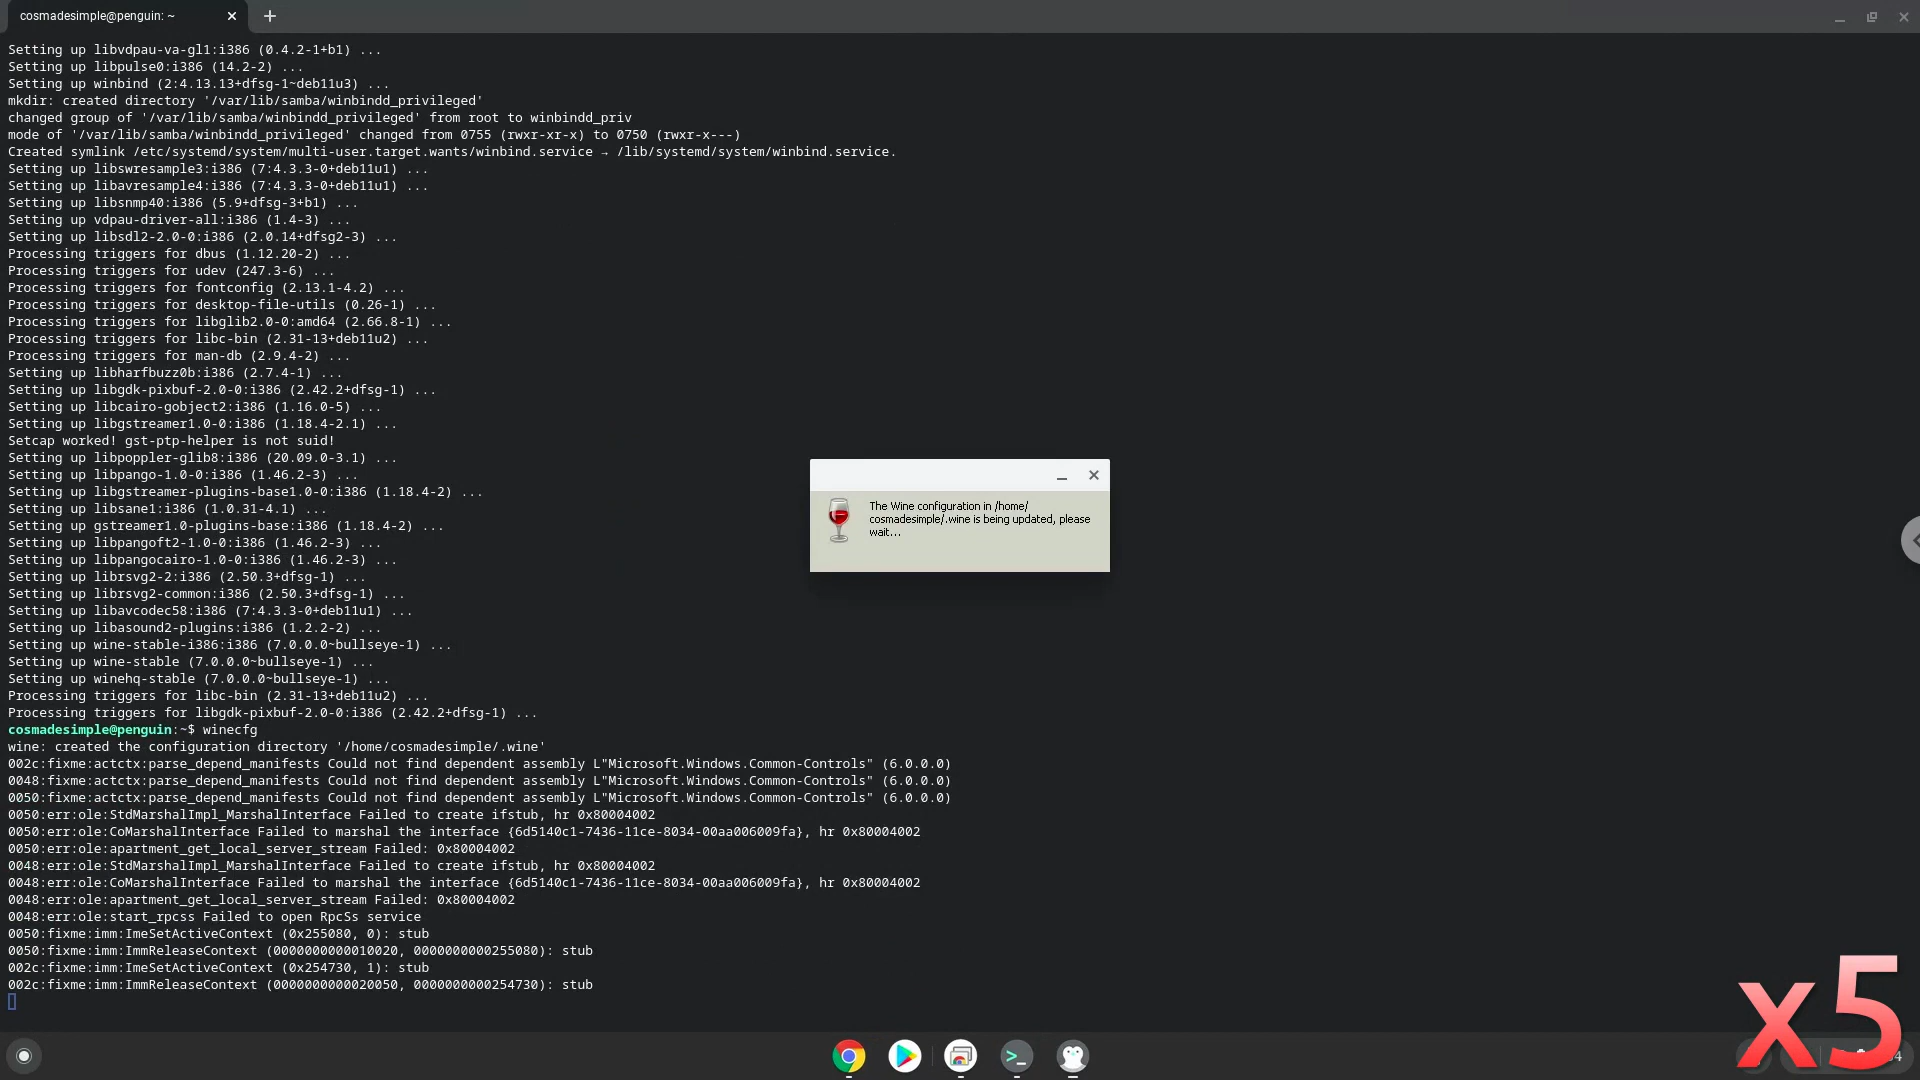 cosmadesimple@penguin: ~
Setting up libvdpau-va-gl1:i386 (0.4.2-1+b1) ...
Setting up libpulse0:i386 (14.2-2) ...
Setting up winbind (2:4.13.13+dfsg-1~deb11u3) ...
mkdir: created directory '/var/lib/samba/winbindd_privileged'
changed group of '/var/lib/samba/winbindd_privileged' from root to winbindd_priv
mode of '/var/lib/samba/winbindd_privileged' changed from 0755 (rwxr-xr-x) to 0750 (rwxr-x---)
Created symlink /etc/systemd/system/multi-user.target.wants/winbind.service → /lib/systemd/system/winbind.service.
Setting up libswresample3:i386 (7:4.3.3-0+deb11u1) ...
Setting up libavresample4:i386 (7:4.3.3-0+deb11u1) ...
Setting up libsnmp40:i386 (5.9+dfsg-3+b1) ...
Setting up vdpau-driver-all:i386 (1.4-3) ...
Setting up libsdl2-2.0-0:i386 (2.0.14+dfsg2-3) ...
Processing triggers for dbus (1.12.20-2) ...
Processing triggers for udev (247.3-6) ...
Processing triggers for fontconfig (2.13.1-4.2) ...
Processing triggers for desktop-file-utils (0.26-1) ...
Processing triggers for libglib2.0-0:amd64 (2.66.8-1) ...
Processing triggers for libc-bin (2.31-13+deb11u2) ...
Processing triggers for man-db (2.9.4-2) ...
Setting up libharfbuzz0b:i386 (2.7.4-1) ...
Setting up libgdk-pixbuf-2.0-0:i386 (2.42.2+dfsg-1) ...
Setting up libcairo-gobject2:i386 (1.16.0-5) ...
Setting up libgstreamer1.0-0:i386 (1.18.4-2.1) ...
Setcap worked! gst-ptp-helper is not suid!
Setting up libpoppler-glib8:i386 (20.09.0-3.1) ...
Setting up libpango-1.0-0:i386 (1.46.2-3) ...
Setting up libgstreamer-plugins-base1.0-0:i386 (1.18.4-2) ...
Setting up libsane1:i386 (1.0.31-4.1) ...
Setting up gstreamer1.0-plugins-base:i386 (1.18.4-2) ...
Setting up libpangoft2-1.0-0:i386 (1.46.2-3) ...
Setting up libpangocairo-1.0-0:i386 (1.46.2-3) ...
Setting up librsvg2-2:i386 (2.50.3+dfsg-1) ...
Setting up librsvg2-common:i386 (2.50.3+dfsg-1) ...
Setting up libavcodec58:i386 (7:4.3.3-0+deb11u1) ...
Setting up libasound2-plugins:i386 (1.2.2-2) ...
Setting up wine-stable-i386:i386 (7.0.0.0~bullseye-1) ...
Setting up wine-stable (7.0.0.0~bullseye-1) ...
Setting up winehq-stable (7.0.0.0~bullseye-1) ...
Processing triggers for libc-bin (2.31-13+deb11u2) ...
Processing triggers for libgdk-pixbuf-2.0-0:i386 (2.42.2+dfsg-1) ...
cosmadesimple@penguin:~$ winecfg
wine: created the configuration directory '/home/cosmadesimple/.wine'
002c:fixme:actctx:parse_depend_manifests Could not find dependent assembly L"Microsoft.Windows.Common-Controls" (6.0.0.0)
0048:fixme:actctx:parse_depend_manifests Could not find dependent assembly L"Microsoft.Windows.Common-Controls" (6.0.0.0)
0050:fixme:actctx:parse_depend_manifests Could not find dependent assembly L"Microsoft.Windows.Common-Controls" (6.0.0.0)
0050:err:ole:StdMarshalImpl_MarshalInterface Failed to create ifstub, hr 0x80004002
0050:err:ole:CoMarshalInterface Failed to marshal the interface {6d5140c1-7436-11ce-8034-00aa006009fa}, hr 0x80004002
0050:err:ole:apartment_get_local_server_stream Failed: 0x80004002
0048:err:ole:StdMarshalImpl_MarshalInterface Failed to create ifstub, hr 0x80004002
0048:err:ole:CoMarshalInterface Failed to marshal the interface {6d5140c1-7436-11ce-8034-00aa006009fa}, hr 0x80004002
0048:err:ole:apartment_get_local_server_stream Failed: 0x80004002
0048:err:ole:start_rpcss Failed to open RpcSs service
0050:fixme:imm:ImeSetActiveContext (0x255080, 0): stub
0050:fixme:imm:ImmReleaseContext (0000000000010020, 0000000000255080): stub
002c:fixme:imm:ImeSetActiveContext (0x254730, 1): stub
002c:fixme:imm:ImmReleaseContext (0000000000020050, 0000000000254730): stub
The Wine configuration in /home/
cosmadesimple/.wine is being updated, please
wait...
x5